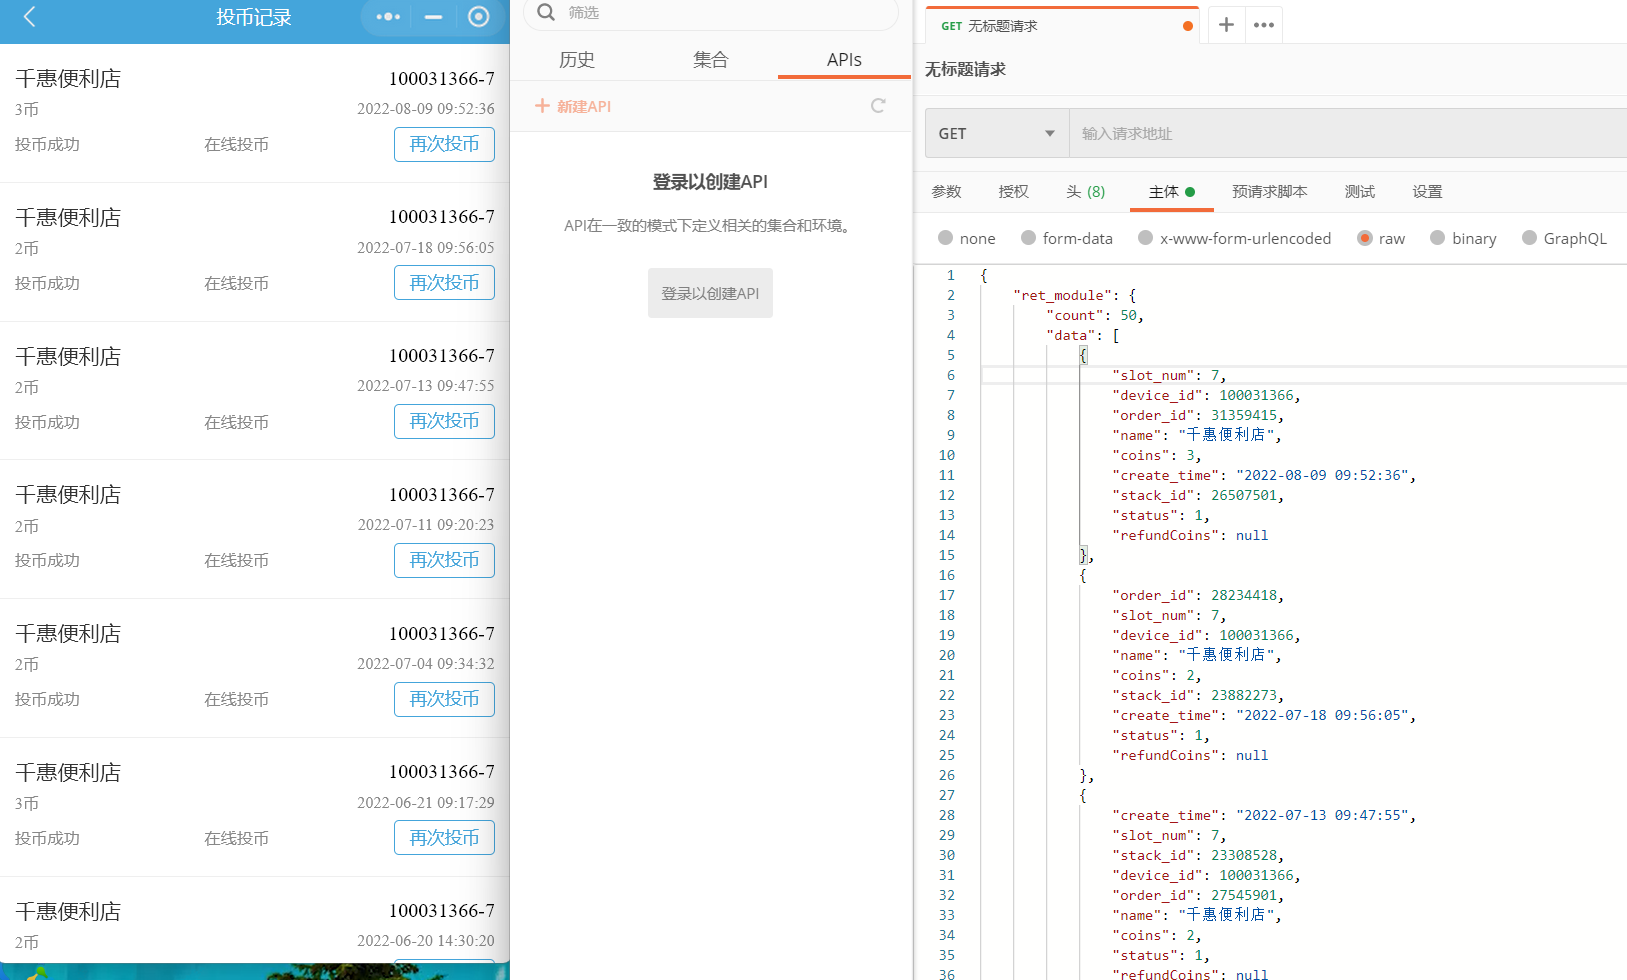 投币记录
千惠便利店
100031366-7
3币
2022-08-09 09:52:36
投币成功
在线投币
再次投币
千惠便利店
100031366-7
2币
2022-07-18 09:56:05
投币成功
在线投币
再次投币
千惠便利店
100031366-7
2币
2022-07-13 09:47:55
投币成功
在线投币
再次投币
千惠便利店
100031366-7
2币
2022-07-11 09:20:23
投币成功
在线投币
再次投币
千惠便利店
100031366-7
2币
2022-07-04 09:34:32
投币成功
在线投币
再次投币
千惠便利店
100031366-7
3币
2022-06-21 09:17:29
投币成功
在线投币
再次投币
千惠便利店
100031366-7
2币
2022-06-20 14:30:20
筛选
历史
集合
APIs
+ 新建API
登录以创建API
API在一致的模式下定义相关的集合和环境。
登录以创建API
GET 无标题请求
无标题请求
GET
输入请求地址
参数
授权
头 (8)
主体
预请求脚本
测试
设置
none
form-data
x-www-form-urlencoded
raw
binary
GraphQL
1 {
2 "ret_module": {
3 "count": 50,
4 "data": [
5 {
6 "slot_num": 7,
7 "device_id": 100031366,
8 "order_id": 31359415,
9 "name": "千惠便利店",
10 "coins": 3,
11 "create_time": "2022-08-09 09:52:36",
12 "stack_id": 26507501,
13 "status": 1,
14 "refundCoins": null
15 },
16 {
17 "order_id": 28234418,
18 "slot_num": 7,
19 "device_id": 100031366,
20 "name": "千惠便利店",
21 "coins": 2,
22 "stack_id": 23882273,
23 "create_time": "2022-07-18 09:56:05",
24 "status": 1,
25 "refundCoins": null
26 },
27 {
28 "create_time": "2022-07-13 09:47:55",
29 "slot_num": 7,
30 "stack_id": 23308528,
31 "device_id": 100031366,
32 "order_id": 27545901,
33 "name": "千惠便利店",
34 "coins": 2,
35 "status": 1,
36 "refundCoins": null